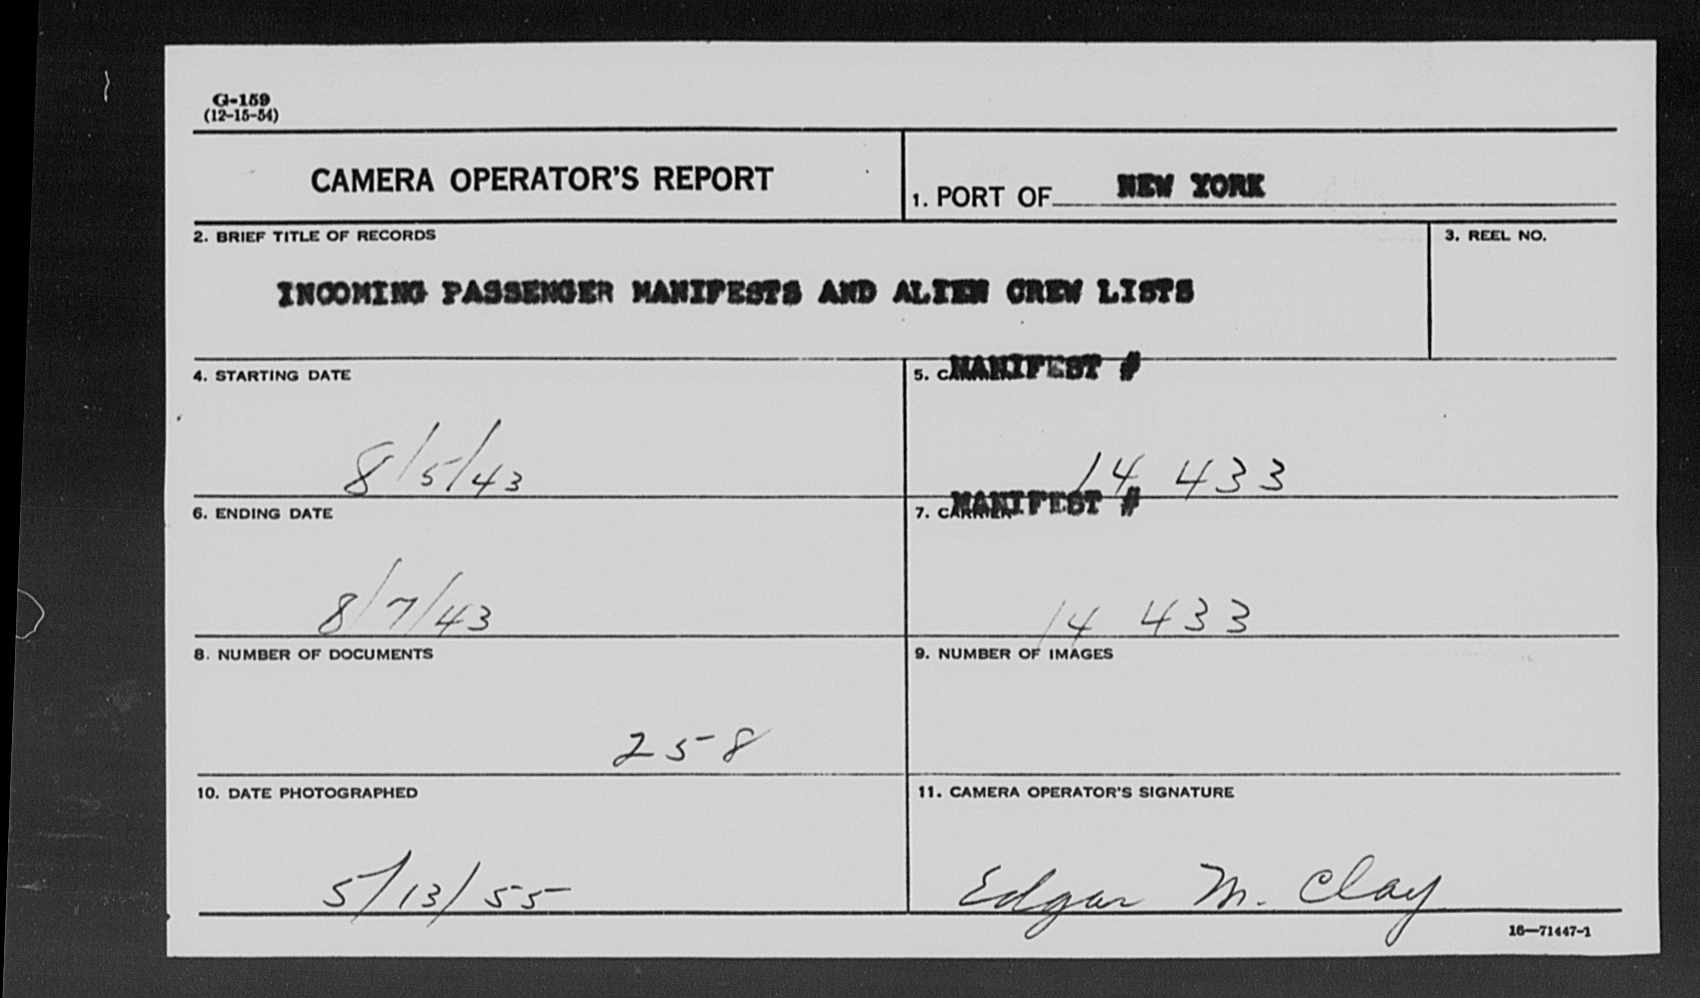 G-159
(12-15-54)
CAMERA OPERATOR'S REPORT
1. PORT OF NEW YORK
2. BRIEF TITLE OF RECORDS
3. REEL NO.
INCOMING PASSENGER MANIFESTS AND ALIEN CREW LISTS
4. STARTING DATE
5. CARRIER MANIFEST #
8/5/43
14 433
6. ENDING DATE
7. CARRIER MANIFEST #
8/7/43
14 433
8. NUMBER OF DOCUMENTS
9. NUMBER OF IMAGES
258
10. DATE PHOTOGRAPHED
11. CAMERA OPERATOR'S SIGNATURE
5/13/55
Edgar M. Clay
16—71447-1